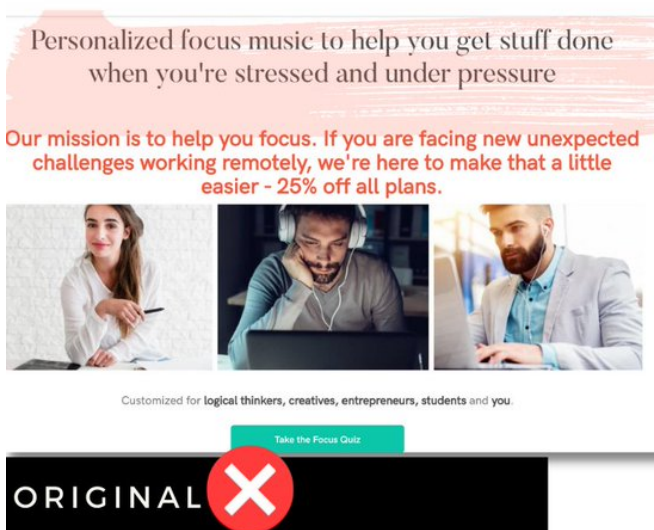 Personalized focus music to help you get stuff done
when you're stressed and under pressure
Our mission is to help you focus. If you are facing new unexpected
challenges working remotely, we're here to make that a little
easier - 25% off all plans.
Customized for logical thinkers, creatives, entrepreneurs, students and you.
Take the Focus Quiz
ORIGINAL